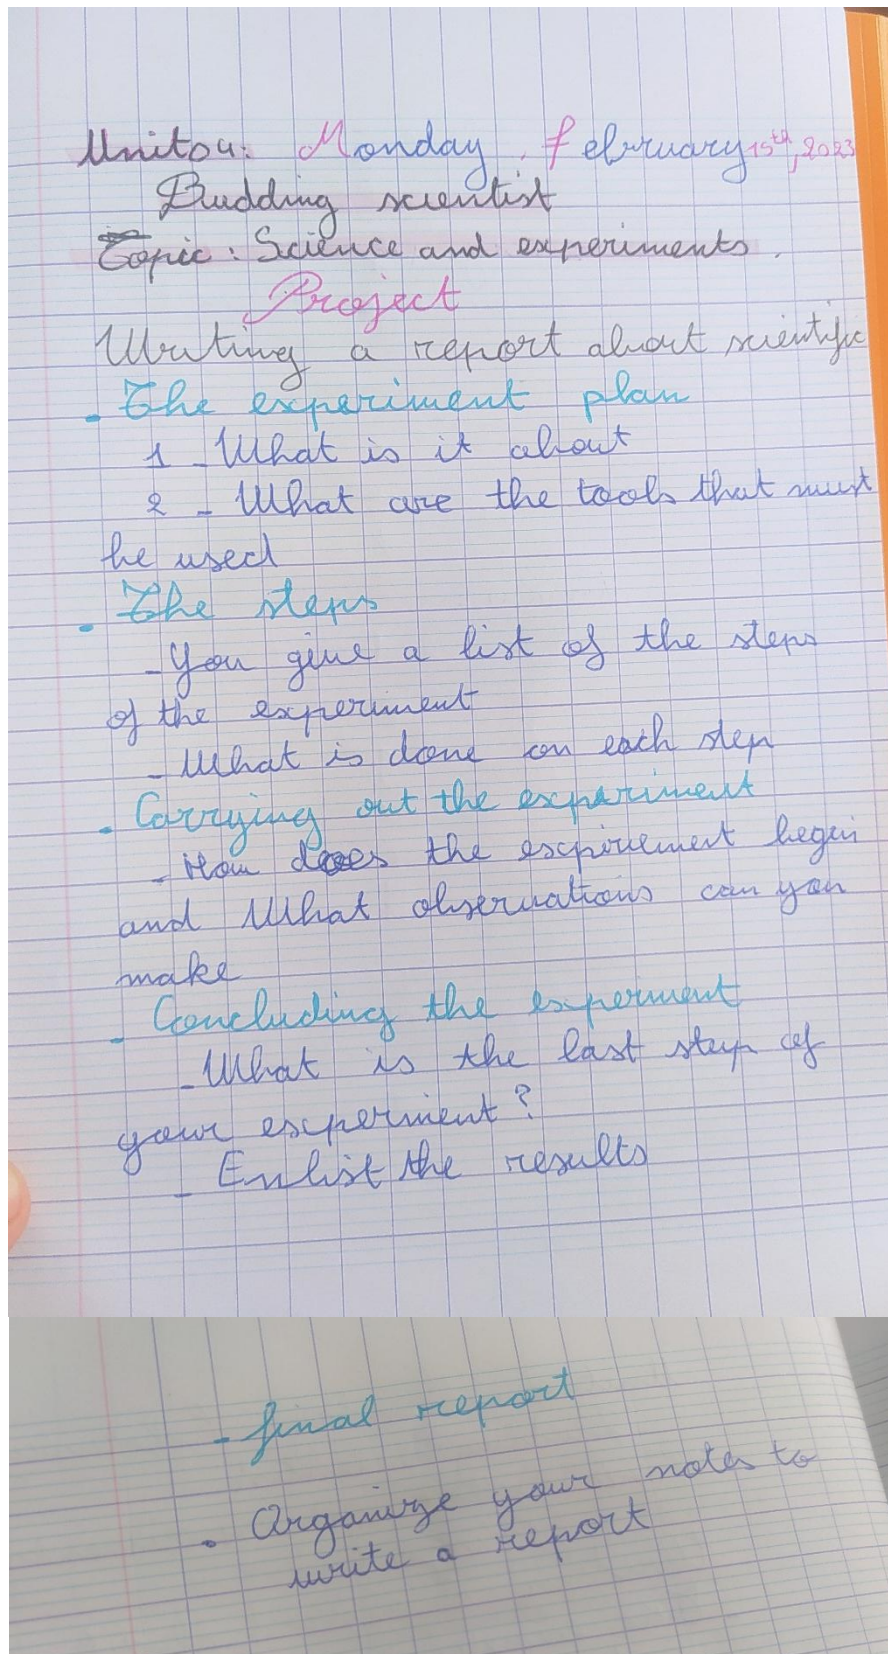 Unit 04: Monday, February 15th, 2023
Budding scientist
Topic: Science and experiments.
Project
Writing a report about scientific
- The experiment plan
1 - What is it about
2 - What are the tools that must
be used
- The steps
- You give a list of the steps
of the experiment
- What is done on each step
- Carrying out the experiment
- How does the expirement begin
and What observations can you
make
- Concluding the experment
- What is the last step of
your experment?
- Enlist the results
- final report
. Organize your notes to
write a report